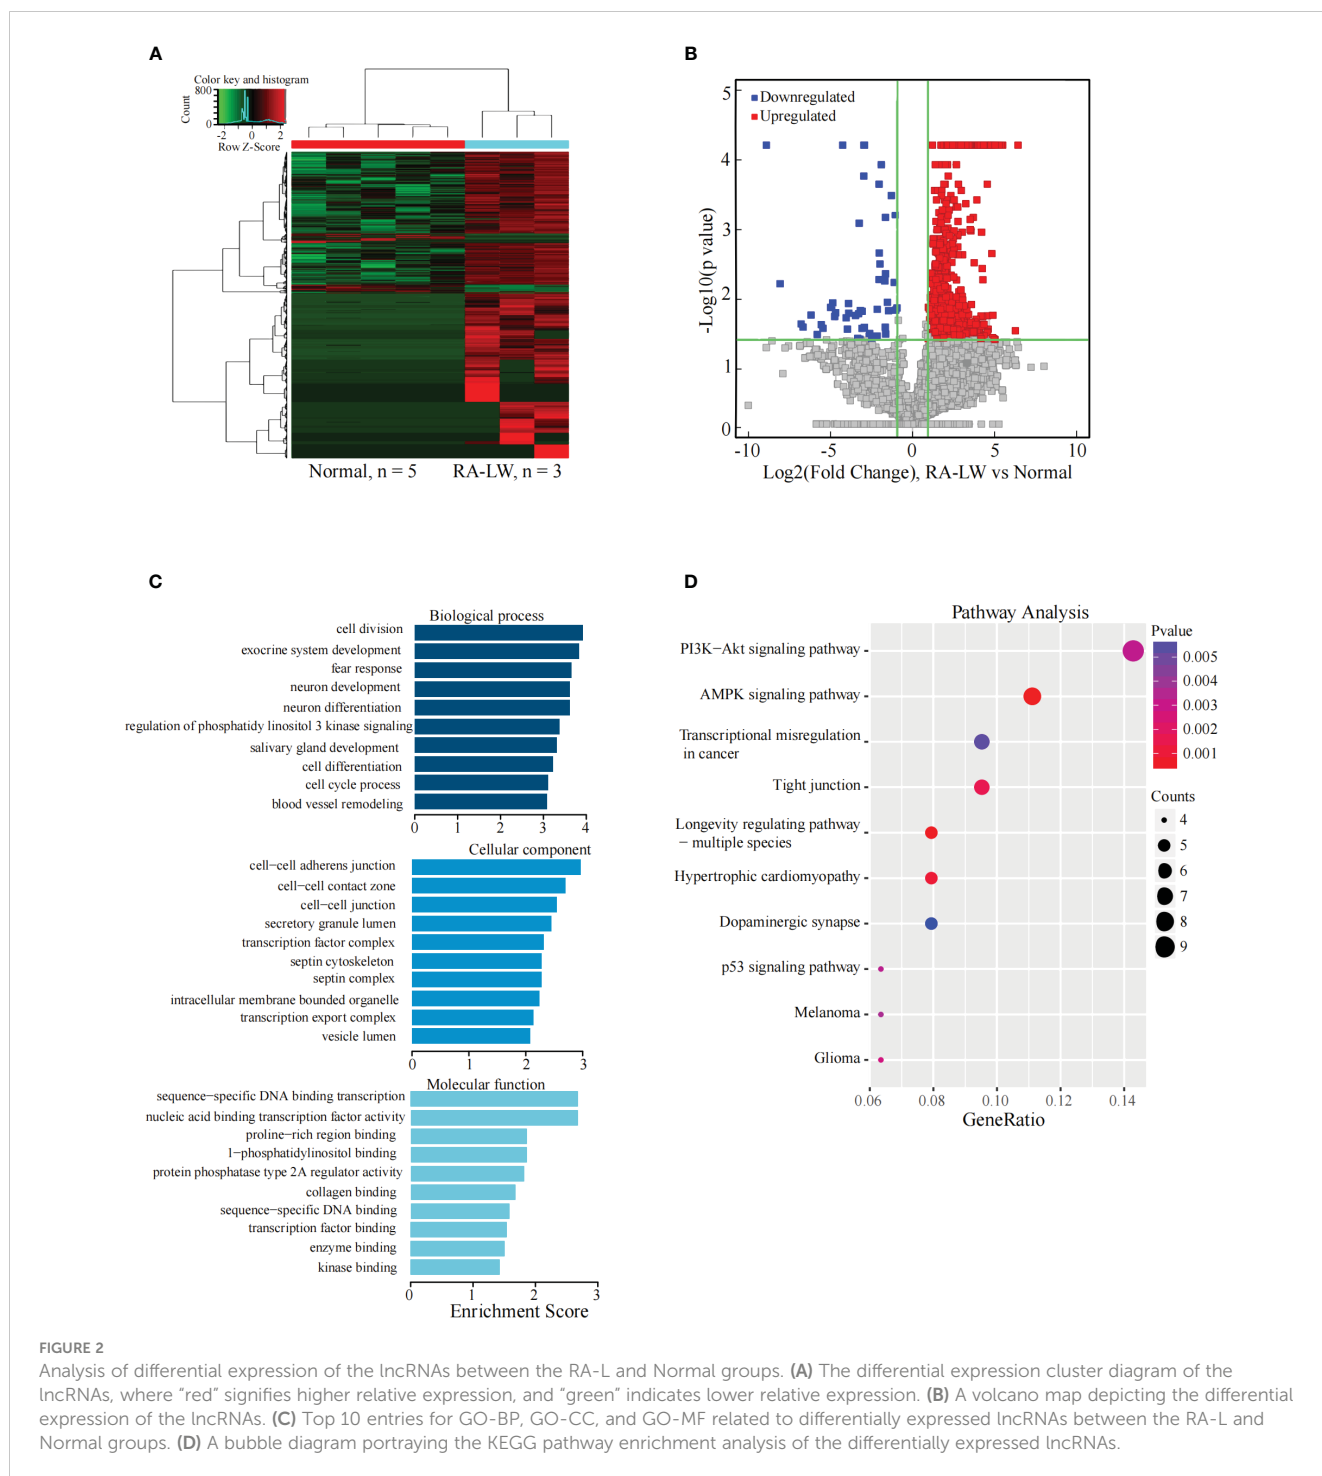 A
Color key and histogram
Count
800
0
-2 0 2
Row Z-Score
Normal, n = 5 RA-LW, n = 3
B
Downregulated
Upregulated
-Log10(p value)
5
4
3
2
1
0
-10 -5 0 5 10
Log2(Fold Change), RA-LW vs Normal
C
Biological process
cell division
exocrine system development
fear response
neuron development
neuron differentiation
regulation of phosphatidy linositol 3 kinase signaling
salivary gland development
cell differentiation
cell cycle process
blood vessel remodeling
0 1 2 3 4
Cellular component
cell−cell adherens junction
cell−cell contact zone
cell−cell junction
secretory granule lumen
transcription factor complex
septin cytoskeleton
septin complex
intracellular membrane bounded organelle
transcription export complex
vesicle lumen
0 1 2 3
Molecular function
sequence−specific DNA binding transcription
nucleic acid binding transcription factor activity
proline−rich region binding
1−phosphatidylinositol binding
protein phosphatase type 2A regulator activity
collagen binding
sequence−specific DNA binding
transcription factor binding
enzyme binding
kinase binding
0 1 2 3
Enrichment Score
D
Pathway Analysis
PI3K−Akt signaling pathway
AMPK signaling pathway
Transcriptional misregulation
in cancer
Tight junction
Longevity regulating pathway
− multiple species
Hypertrophic cardiomyopathy
Dopaminergic synapse
p53 signaling pathway
Melanoma
Glioma
0.06 0.08 0.10 0.12 0.14
GeneRatio
Pvalue
0.005
0.004
0.003
0.002
0.001
Counts
4
5
6
7
8
9
FIGURE 2
Analysis of differential expression of the lncRNAs between the RA-L and Normal groups. (A) The differential expression cluster diagram of the
lncRNAs, where “red” signifies higher relative expression, and “green” indicates lower relative expression. (B) A volcano map depicting the differential
expression of the lncRNAs. (C) Top 10 entries for GO-BP, GO-CC, and GO-MF related to differentially expressed lncRNAs between the RA-L and
Normal groups. (D) A bubble diagram portraying the KEGG pathway enrichment analysis of the differentially expressed lncRNAs.